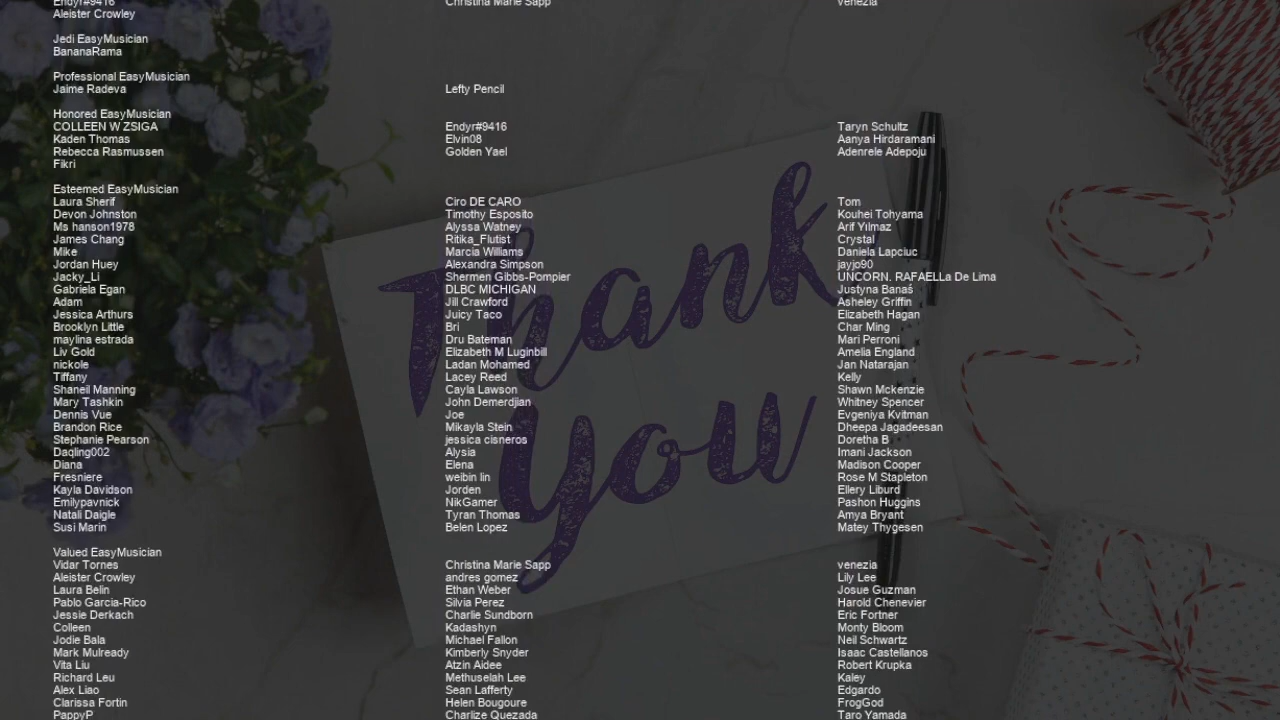 Endyr#9416 Christina Marie Sapp venezia
Aleister Crowley
Jedi EasyMusician
BananaRama
Professional EasyMusician
Jaime Radeva Lefty Pencil
Honored EasyMusician
COLLEEN W ZSIGA Endyr#9416 Taryn Schultz
Kaden Thomas Elvin08 Aanya Hirdaramani
Rebecca Rasmussen Golden Yael Adenrele Adepoju
Fikri
Esteemed EasyMusician
Laura Sherif Ciro DE CARO Tom
Devon Johnston Timothy Esposito Kouhei Tohyama
Ms hanson1978 Alyssa Watney Arif Yılmaz
James Chang Ritika_Flutist Crystal
Mike Marcia Williams Daniela Lapciuc
Jordan Huey Alexandra Simpson jayjo90
Jacky_Li Shermen Gibbs-Pompier UNCORN. RAFAELLa De Lima
Gabriela Egan DLBC MICHIGAN Justyna Banaś
Adam Jill Crawford Asheley Griffin
Jessica Arthurs Juicy Taco Elizabeth Hagan
Brooklyn Little Bri Char Ming
maylina estrada Dru Bateman Mari Perroni
Liv Gold Elizabeth M Luginbill Amelia England
nickole Ladan Mohamed Jan Natarajan
Tiffany Lacey Reed Kelly
Shaneil Manning Cayla Lawson Shawn Mckenzie
Mary Tashkin John Demerdjian Whitney Spencer
Dennis Vue Joe Evgeniya Kvitman
Brandon Rice Mikayla Stein Dheepa Jagadeesan
Stephanie Pearson jessica cisneros Doretha B
Daqling002 Alysia Imani Jackson
Diana Elena Madison Cooper
Fresniere weibin lin Rose M Stapleton
Kayla Davidson Jorden Ellery Liburd
Emilypavnick NikGamer Pashon Huggins
Natali Daigle Tyran Thomas Amya Bryant
Susi Marin Belen Lopez Matey Thygesen
Valued EasyMusician
Vidar Tornes Christina Marie Sapp venezia
Aleister Crowley andres gomez Lily Lee
Laura Belin Ethan Weber Josue Guzman
Pablo Garcia-Rico Silvia Perez Harold Chenevier
Jessie Derkach Charlie Sundborn Eric Fortner
Colleen Kadashyn Monty Bloom
Jodie Bala Michael Fallon Neil Schwartz
Mark Mulready Kimberly Snyder Isaac Castellanos
Vita Liu Atzin Aidee Robert Krupka
Richard Leu Methuselah Lee Kaley
Alex Liao Sean Lafferty Edgardo
Clarissa Fortin Helen Bougoure FrogGod
PappyP Charlize Quezada Taro Yamada
Thank
you